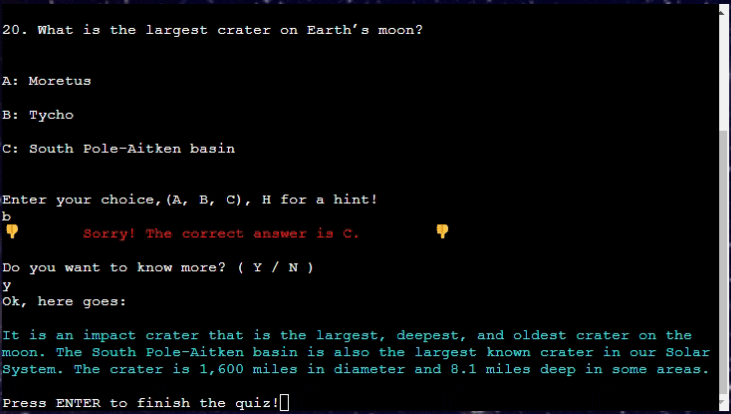 20. What is the largest crater on Earth’s moon?
A: Moretus
B: Tycho
C: South Pole-Aitken basin
Enter your choice,(A, B, C), H for a hint!
b
👎 Sorry! The correct answer is C. 👎
Do you want to know more? ( Y / N )
y
Ok, here goes:
It is an impact crater that is the largest, deepest, and oldest crater on the
moon. The South Pole-Aitken basin is also the largest known crater in our Solar
System. The crater is 1,600 miles in diameter and 8.1 miles deep in some areas.
Press ENTER to finish the quiz!